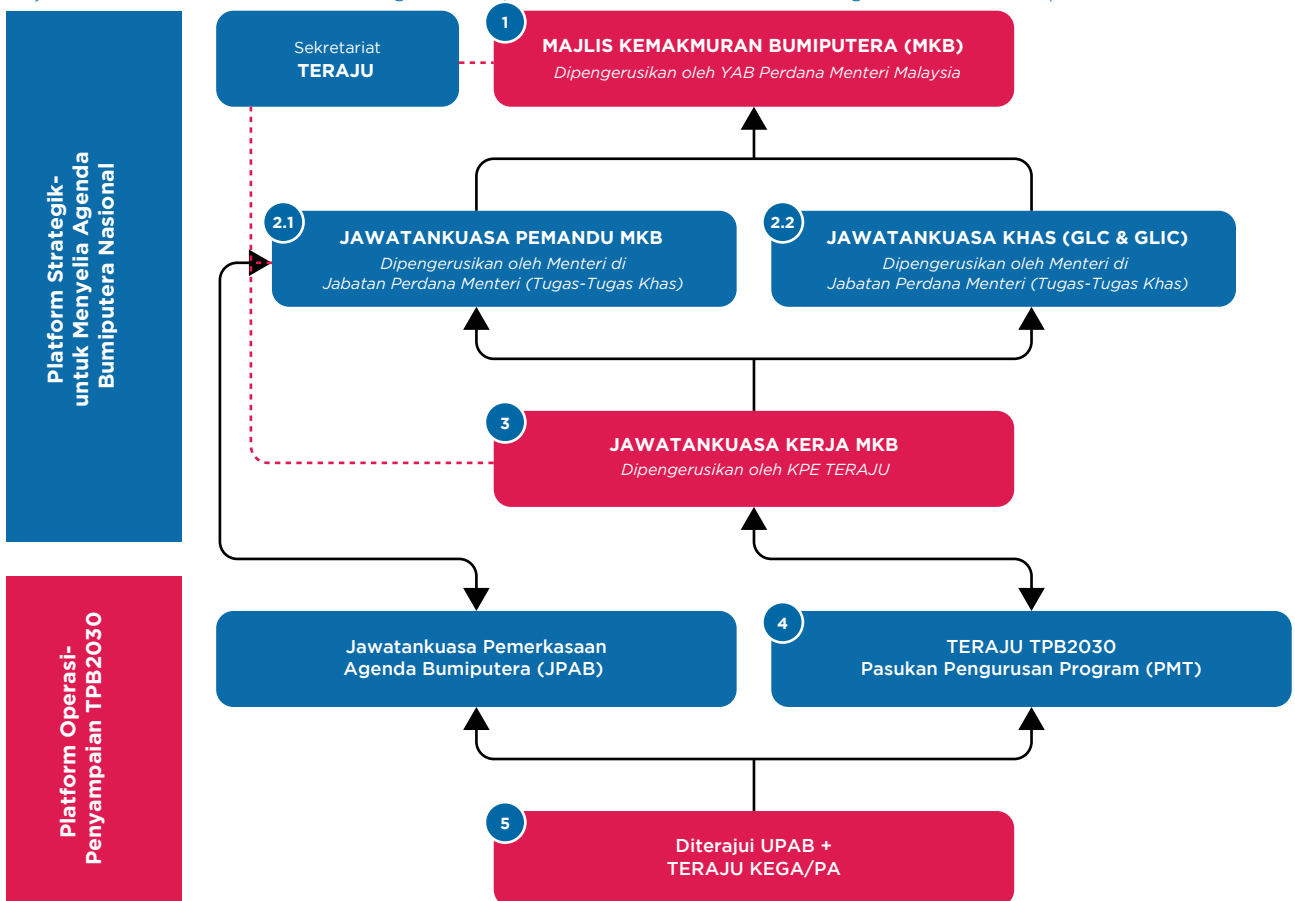 Platform Strategik-
untuk Menyelia Agenda
Bumiputera Nasional
Sekretariat
TERAJU
1
MAJLIS KEMAKMURAN BUMIPUTERA (MKB)
Dipengerusikan oleh YAB Perdana Menteri Malaysia
2.1
JAWATANKUASA PEMANDU MKB
Dipengerusikan oleh Menteri di
Jabatan Perdana Menteri (Tugas-Tugas Khas)
2.2
JAWATANKUASA KHAS (GLC & GLIC)
Dipengerusikan oleh Menteri di
Jabatan Perdana Menteri (Tugas-Tugas Khas)
3
JAWATANKUASA KERJA MKB
Dipengerusikan oleh KPE TERAJU
Platform Operasi-
Penyampaian TPB2030
Jawatankuasa Pemerkasaan
Agenda Bumiputera (JPAB)
4
TERAJU TPB2030
Pasukan Pengurusan Program (PMT)
5
Diterajui UPAB +
TERAJU KEGA/PA